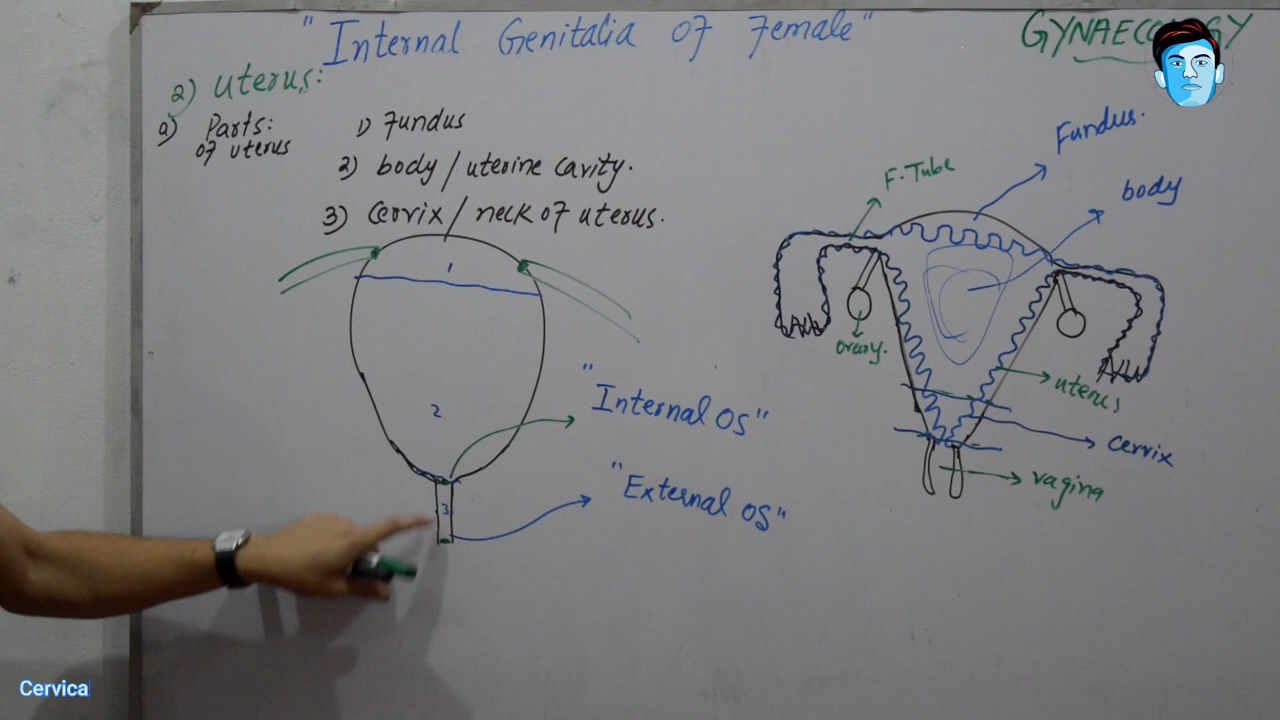 "Internal Genitalia of Female"
GYNAECOLOGY
2) Uterus:
a) Parts:
of uterus
1) Fundus
2) body / uterine cavity.
3) Cervix / neck of uterus.
1
2
3
"Internal OS"
"External OS"
Fundus.
F. Tube
body
ovary.
uterus
cervix
vagina
Cervica